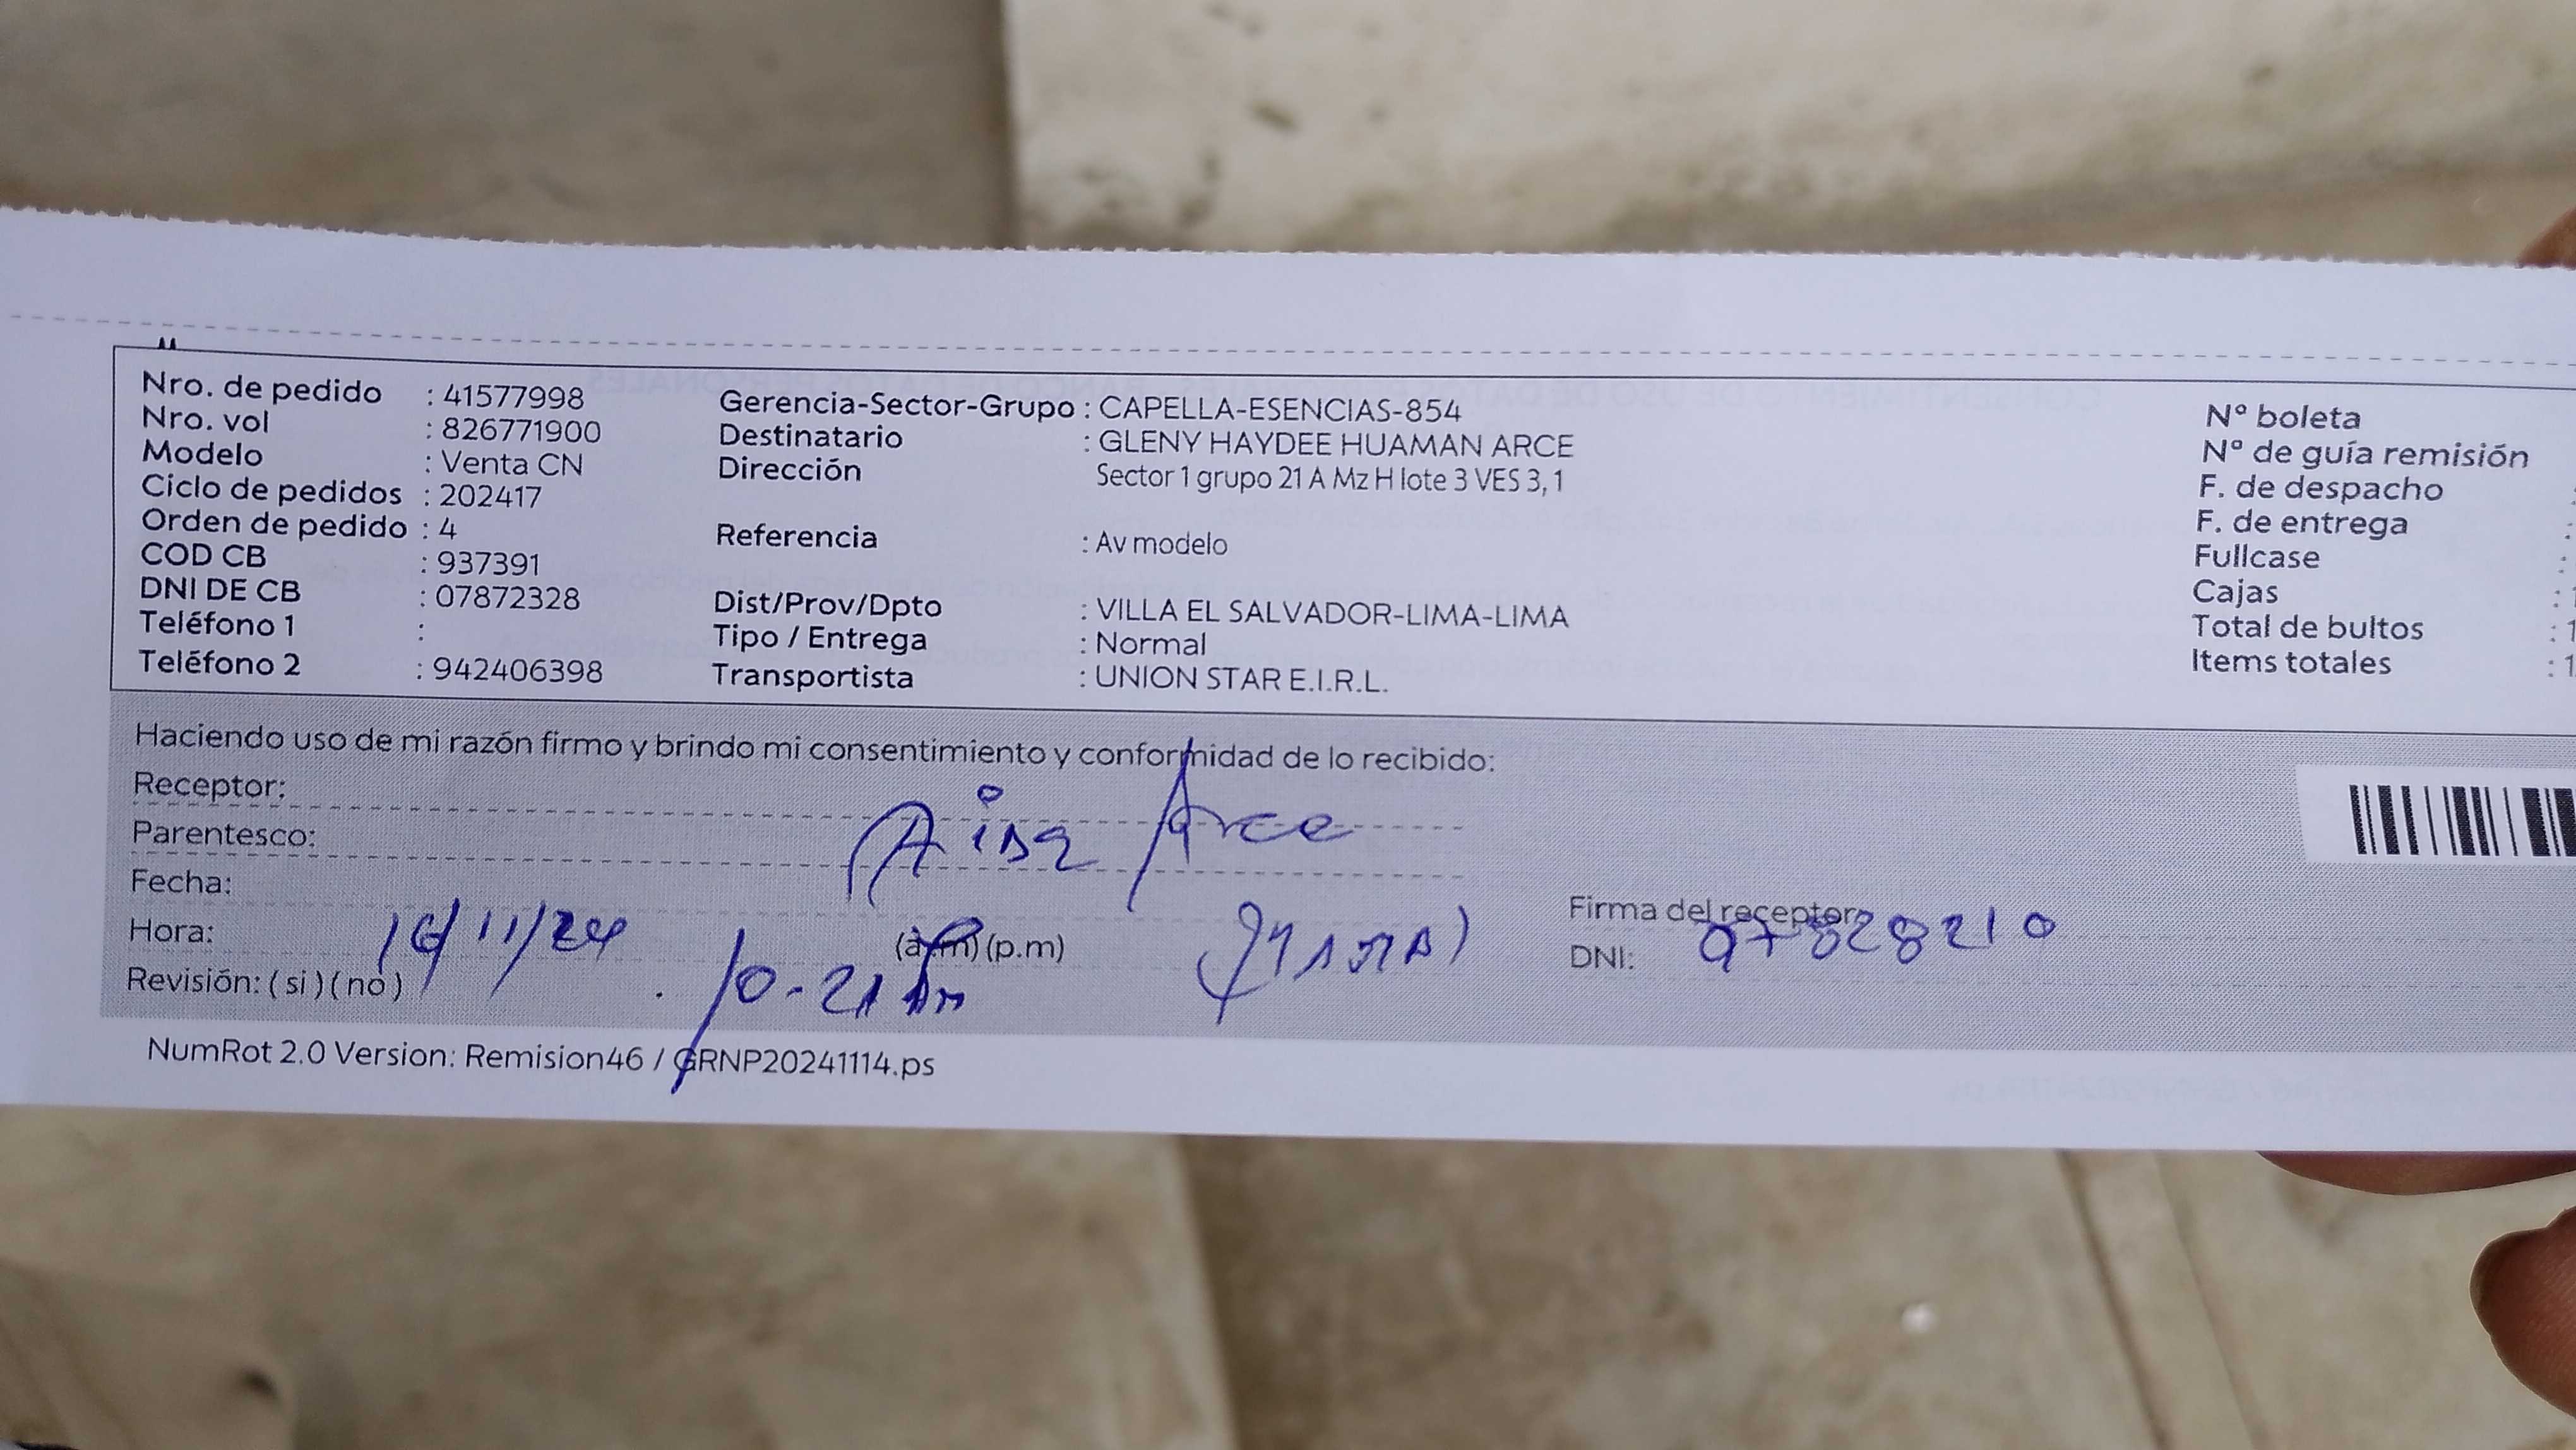 Nro. de pedido : 41577998
Nro. vol : 826771900
Modelo : Venta CN
Ciclo de pedidos : 202417
Orden de pedido : 4
COD CB : 937391
DNI DE CB : 07872328
Teléfono 1 :
Teléfono 2 : 942406398
Gerencia-Sector-Grupo : CAPELLA-ESENCIAS-854
Destinatario : GLENY HAYDEE HUAMAN ARCE
Dirección Sector 1 grupo 21 A Mz H lote 3 VES 3, 1
Referencia : Av modelo
Dist/Prov/Dpto : VILLA EL SALVADOR-LIMA-LIMA
Tipo / Entrega : Normal
Transportista : UNION STAR E.I.R.L.
N° boleta
N° de guía remisión
F. de despacho
F. de entrega :
Fullcase :
Cajas :
Total de bultos : 1
Items totales : 1
Haciendo uso de mi razón firmo y brindo mi consentimiento y conformidad de lo recibido:
Receptor:
Parentesco: Arce
Fecha:
Hora: 16/11/24 (a.m) (p.m)
Revisión: ( si ) ( no ) 10-21 Am
Firma del receptor
DNI:
NumRot 2.0 Version: Remision46 / GRNP20241114.ps